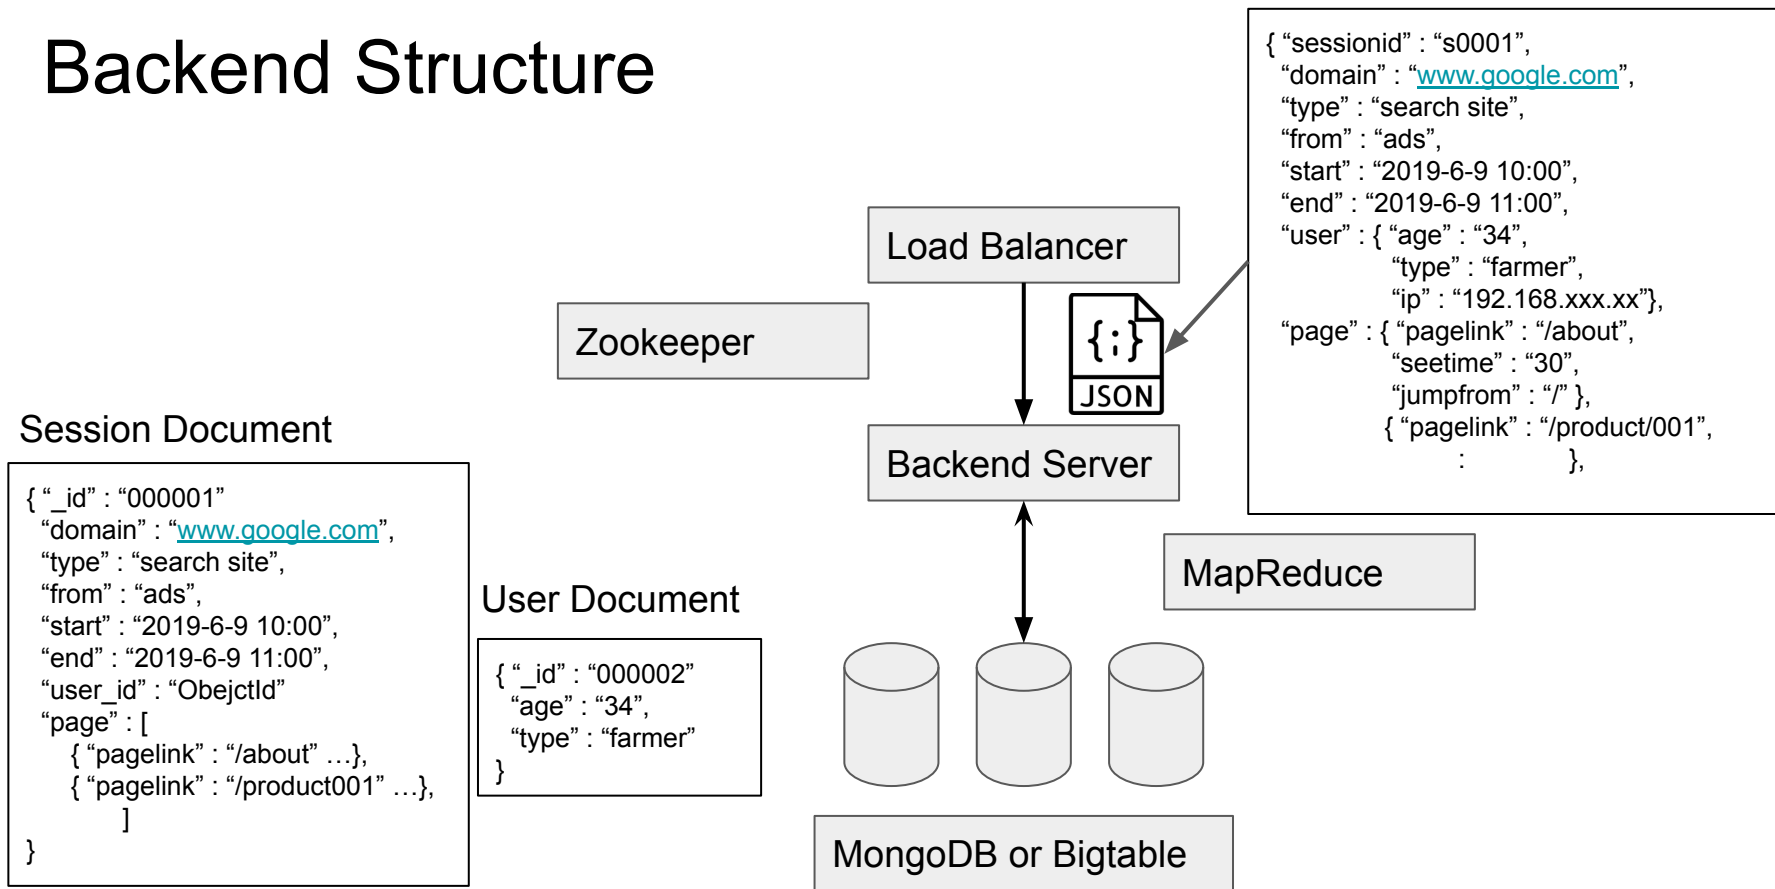 Backend Structure
{ “sessionid” : “s0001”,
“domain” : “www.google.com”,
“type” : “search site”,
“from” : “ads”,
“start” : “2019-6-9 10:00”,
“end” : “2019-6-9 11:00”,
“user” : { “age” : “34”,
“type” : “farmer”,
“ip” : “192.168.xxx.xx”},
“page” : { “pagelink” : “/about”,
“seetime” : “30”,
“jumpfrom” : “/” },
{ “pagelink” : “/product/001”,
: },
Load Balancer
Zookeeper
{;}
JSON
Backend Server
MapReduce
Session Document
{ “_id” : “000001”
“domain” : “www.google.com”,
“type” : “search site”,
“from” : “ads”,
“start” : “2019-6-9 10:00”,
“end” : “2019-6-9 11:00”,
“user_id” : “ObejctId”
“page” : [
{ “pagelink” : “/about” …},
{ “pagelink” : “/product001” …},
]
}
User Document
{ “_id” : “000002”
“age” : “34”,
“type” : “farmer”
}
MongoDB or Bigtable